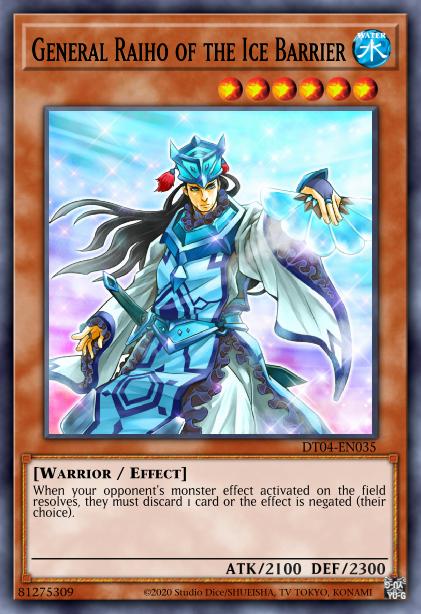 General Raiho of the Ice Barrier
WATER
水
DT04-EN035
[Warrior / Effect]
When your opponent's monster effect activated on the field
resolves, they must discard 1 card or the effect is negated (their
choice).
ATK/2100 DEF/2300
81275309
©2020 Studio Dice/SHUEISHA, TV TOKYO, KONAMI